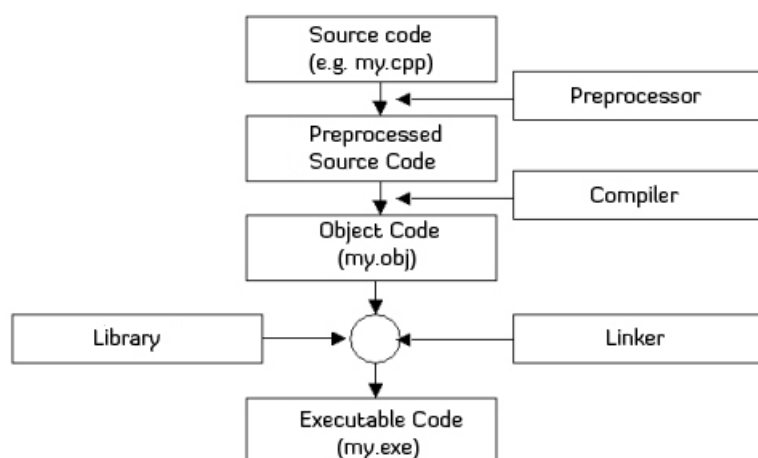 Source code
(e.g. my.cpp)
Preprocessor
Preprocessed
Source Code
Compiler
Object Code
(my.obj)
Library
Linker
Executable Code
(my.exe)